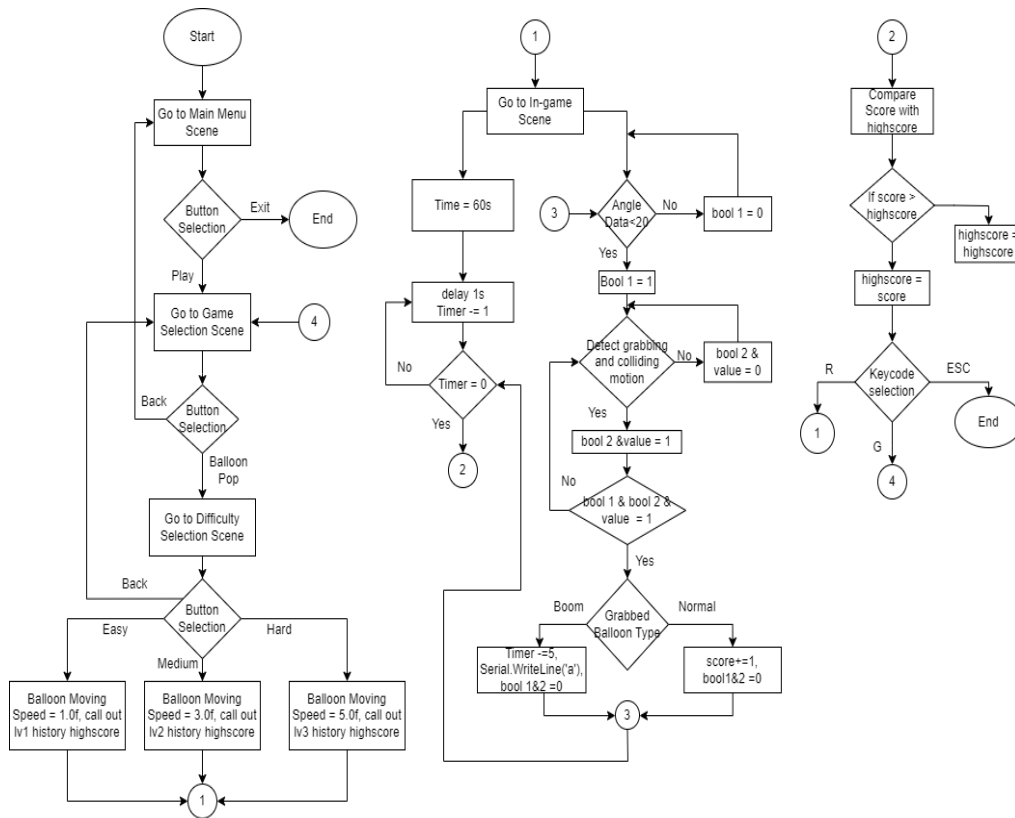 Start
Go to Main Menu
Scene
Button
Selection
Exit
End
Play
Go to Game
Selection Scene
4
Back
Button
Selection
Balloon
Pop
Go to Difficulty
Selection Scene
Back
Button
Selection
Easy
Hard
Medium
Balloon Moving
Speed = 1.0f, call out
lv1 history highscore
Balloon Moving
Speed = 3.0f, call out
lv2 history highscore
Balloon Moving
Speed = 5.0f, call out
lv3 history highscore
1
1
Go to In-game
Scene
Time = 60s
delay 1s
Timer -= 1
No
Timer = 0
Yes
2
3
Angle
Data<20
No
bool 1 = 0
Yes
Bool 1 = 1
Detect grabbing
and colliding
motion
No
bool 2 &
value = 0
Yes
bool 2 &value = 1
No
bool 1 & bool 2 &
value = 1
Yes
Boom
Grabbed
Balloon Type
Normal
Timer -=5,
Serial.WriteLine('a'),
bool 1&2 =0
score+=1,
bool1&2 =0
3
2
Compare
Score with
highscore
If score >
highscore
highscore =
highscore
highscore =
score
Keycode
selection
R
ESC
1
End
G
4